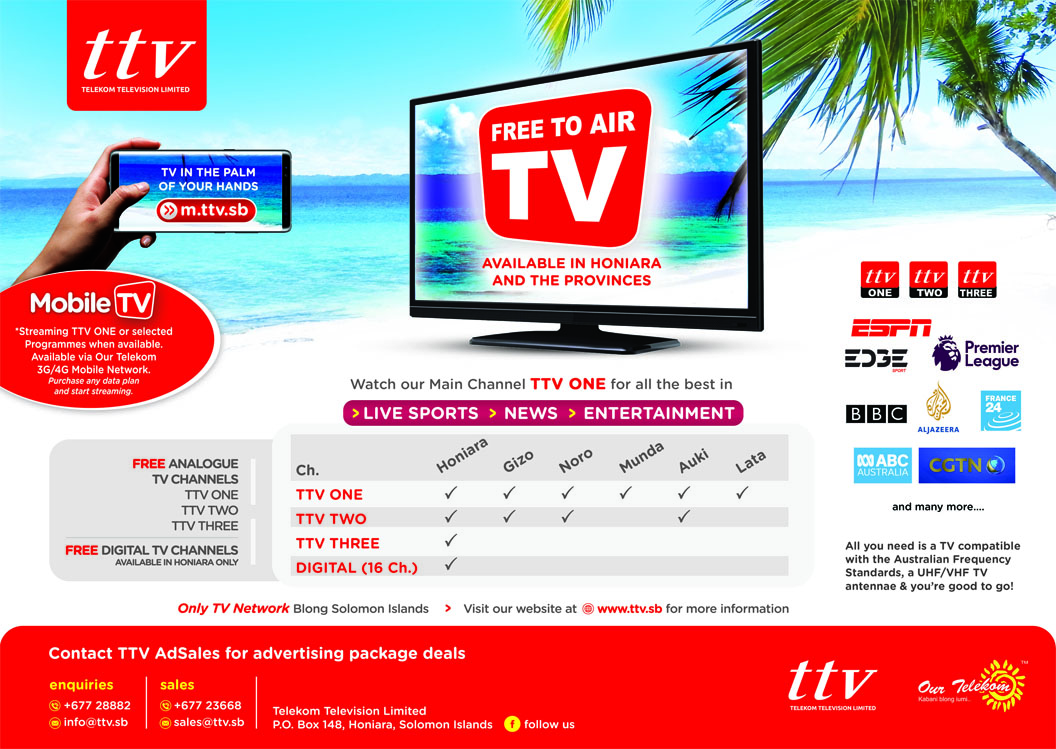 ttv
TELEKOM TELEVISION LIMITED
TV IN THE PALM
OF YOUR HANDS
m.ttv.sb
FREE TO AIR
TV
AVAILABLE IN HONIARA
AND THE PROVINCES
Mobile TV
*Streaming TTV ONE or selected
Programmes when available.
Available via Our Telekom
3G/4G Mobile Network.
Purchase any data plan
and start streaming.
ttv ONE ttv TWO ttv THREE
ESPN
EDGE SPORT
Premier
League
BBC
ALJAZEERA
FRANCE
24
ABC
AUSTRALIA
CGTN
and many more....
All you need is a TV compatible
with the Australian Frequency
Standards, a UHF/VHF TV
antennae & you're good to go!
Watch our Main Channel TTV ONE for all the best in
> LIVE SPORTS > NEWS > ENTERTAINMENT
FREE ANALOGUE
TV CHANNELS
TTV ONE
TTV TWO
TTV THREE
FREE DIGITAL TV CHANNELS
AVAILABLE IN HONIARA ONLY
Ch. Honiara Gizo Noro Munda Auki Lata
TTV ONE ✓ ✓ ✓ ✓ ✓ ✓
TTV TWO ✓ ✓ ✓ ✓
TTV THREE ✓
DIGITAL (16 Ch.) ✓
Only TV Network Blong Solomon Islands > Visit our website at www.ttv.sb for more information
Contact TTV AdSales for advertising package deals
enquiries
+677 28882
info@ttv.sb
sales
+677 23668
sales@ttv.sb
Telekom Television Limited
P.O. Box 148, Honiara, Solomon Islands f follow us
ttv
TELEKOM TELEVISION LIMITED
Our Telekom TM
Kabani blong iumi..